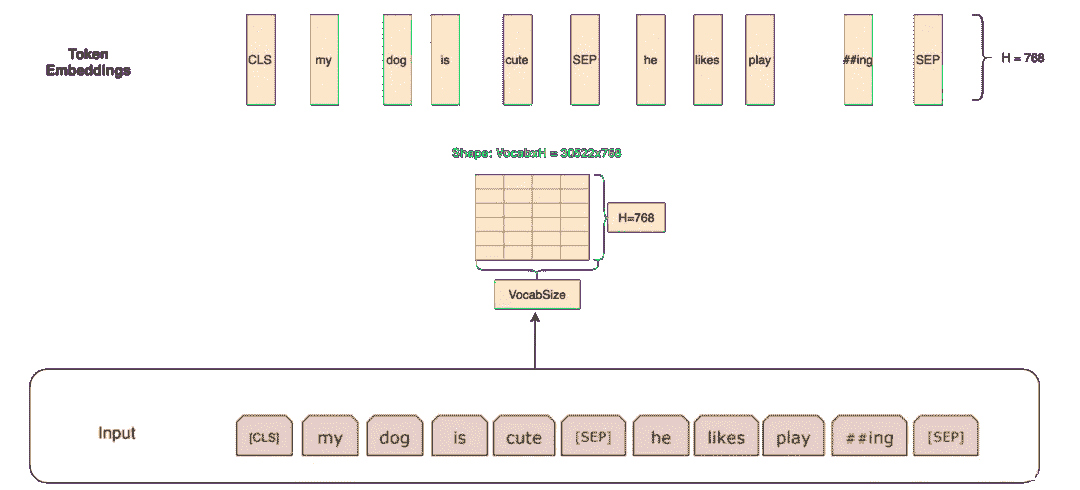 Token
Embeddings
CLS my dog is cute SEP he likes play ##ing SEP
H = 768
Shape: VocabxH = 30522x768
H=768
VocabSize
Input
[CLS] my dog is cute [SEP] he likes play ##ing [SEP]